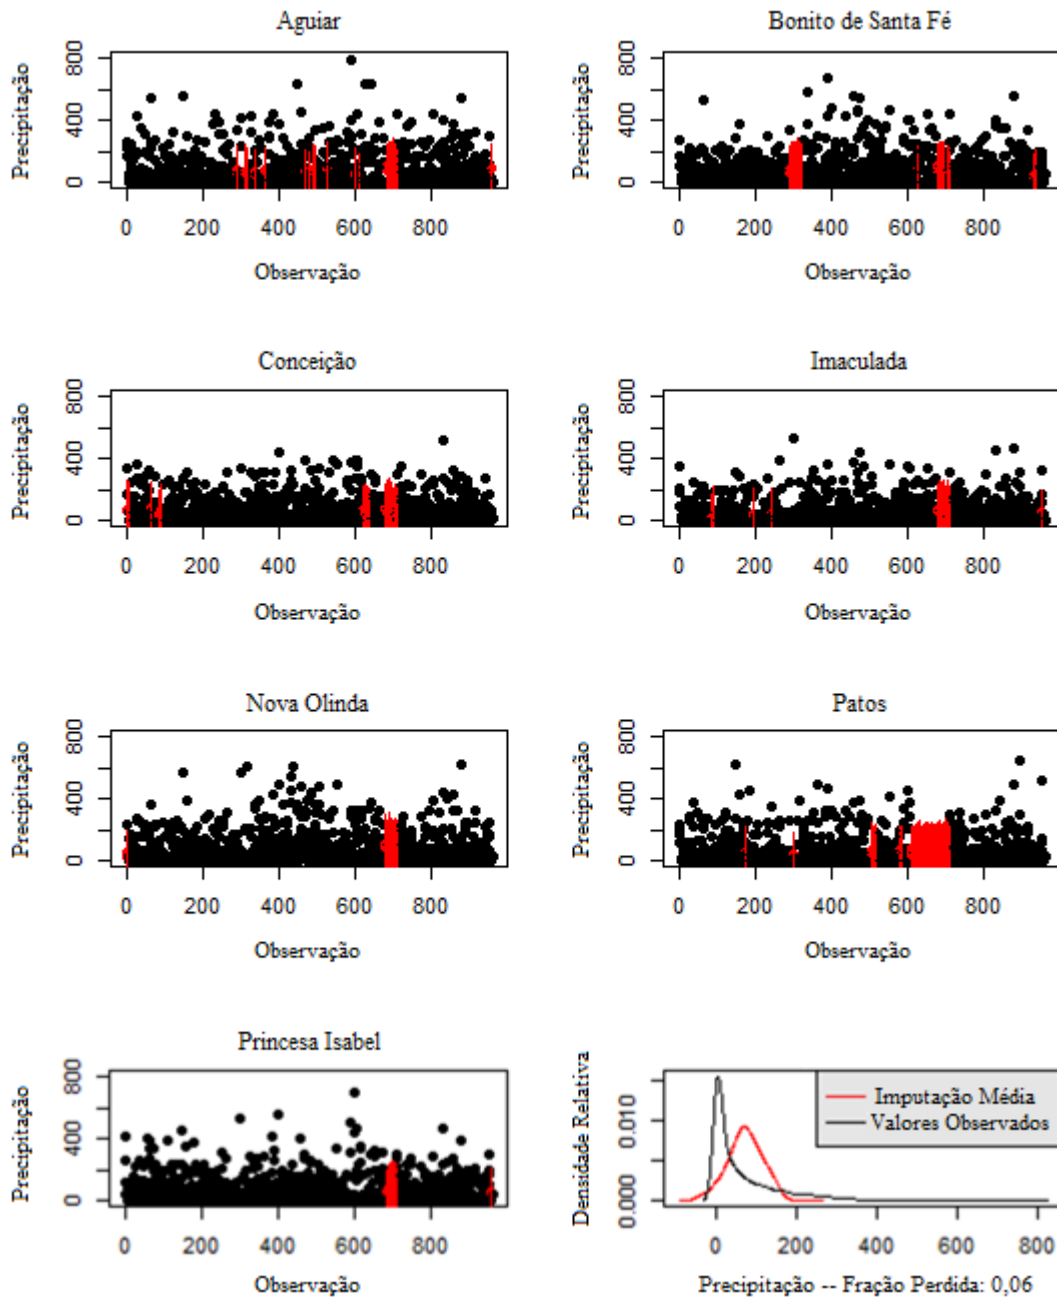 Aguiar
Precipitação
800
400
0
0 200 400 600 800
Observação
Bonito de Santa Fé
Precipitação
800
400
0
0 200 400 600 800
Observação
Conceição
Precipitação
800
400
0
0 200 400 600 800
Observação
Imaculada
Precipitação
800
400
0
0 200 400 600 800
Observação
Nova Olinda
Precipitação
800
400
0
0 200 400 600 800
Observação
Patos
Precipitação
800
400
0
0 200 400 600 800
Observação
Princesa Isabel
Precipitação
800
400
0
0 200 400 600 800
Observação
Densidade Relativa
0.010
0.000
Imputação Média
Valores Observados
0 200 400 600 800
Precipitação -- Fração Perdida: 0,06